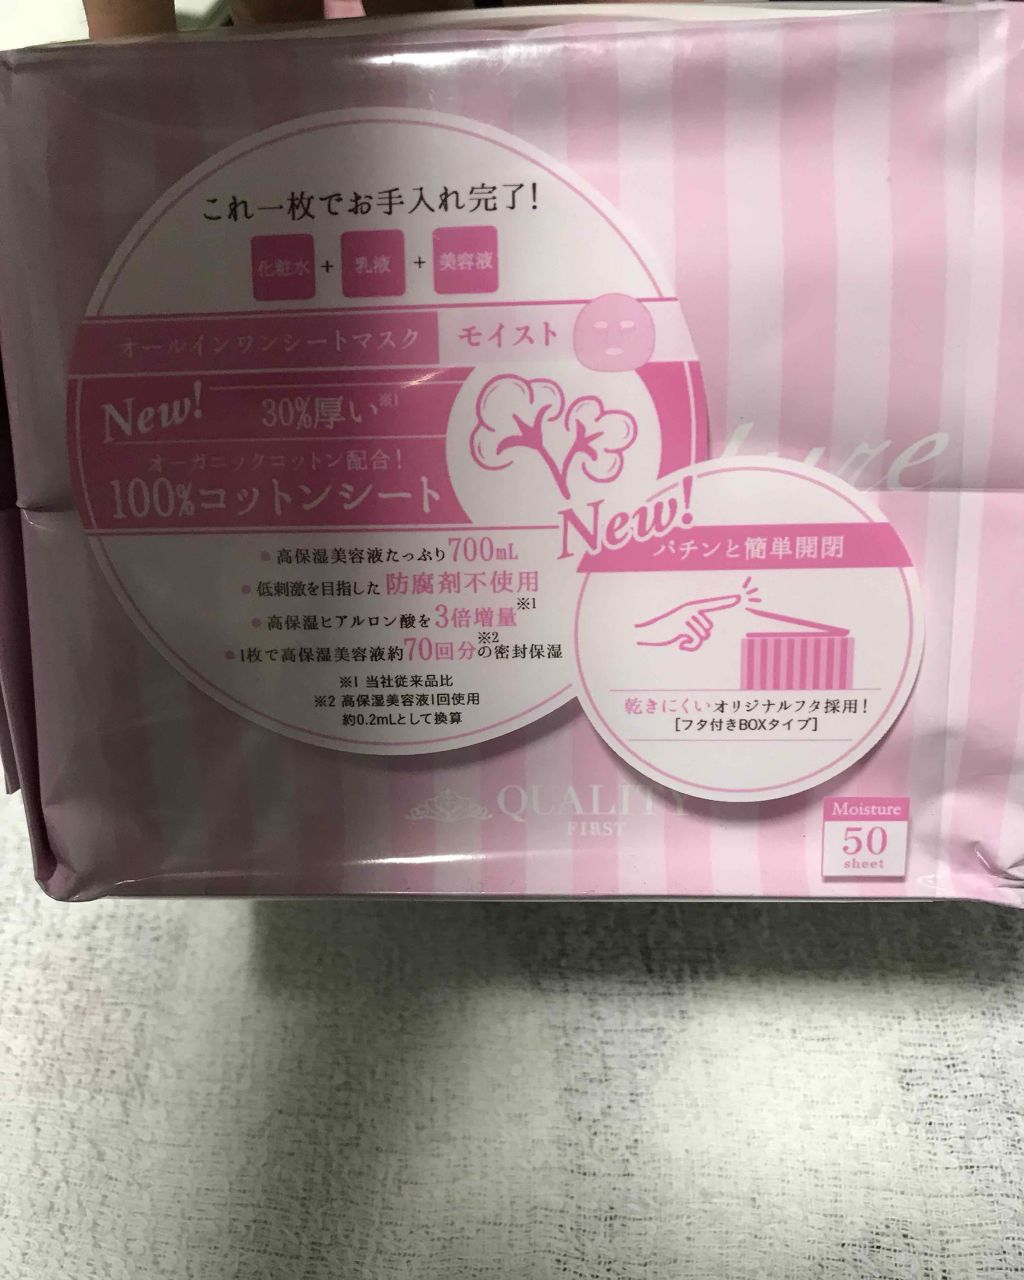 これ一枚でお手入れ完了!
化粧水+乳液+美容液
オールインワンシートマスク モイスト
New! 30%厚い※1
オーガニックコットン配合!
100%コットンシート
●高保湿美容液たっぷり700mL
●低刺激を目指した防腐剤不使用
●高保湿ヒアルロン酸を3倍増量※1
●1枚で高保湿美容液約70回分※2の密封保湿
※1 当社従来品比
※2 高保湿美容液1回使用
約0.2mLとして換算
New!
パチンと簡単開閉
乾きにくいオリジナルフタ採用!
[フタ付きBOXタイプ]
QUALITY
FIRST
Moisture
50
sheet